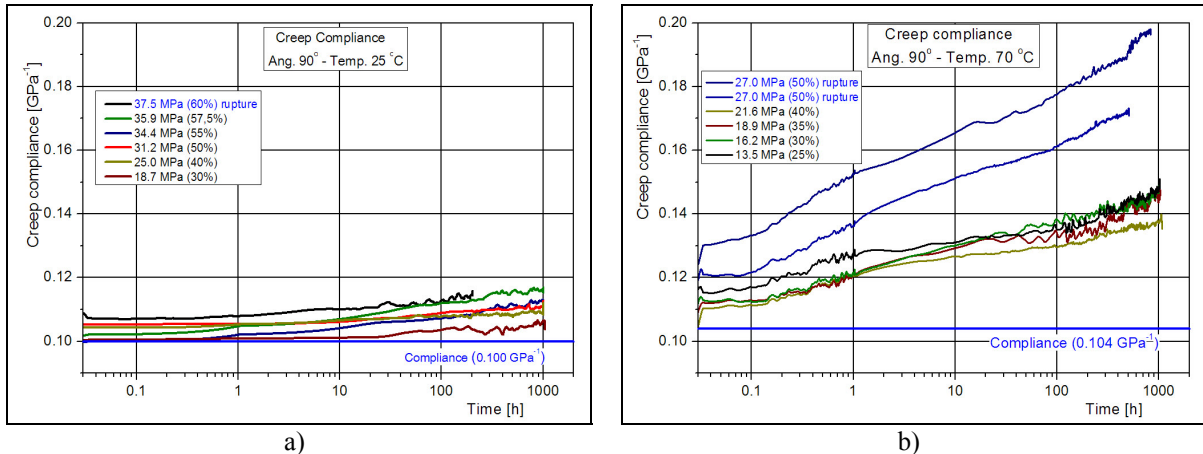 0.20
0.18
0.16
0.14
0.12
0.10
Creep compliance [GPa⁻¹]
Creep Compliance
Ang. 90° - Temp. 25 °C
37.5 MPa (60%) rupture
35.9 MPa (57,5%)
34.4 MPa (55%)
31.2 MPa (50%)
25.0 MPa (40%)
18.7 MPa (30%)
Compliance (0.100 GPa⁻¹)
0.1
1
10
100
1000
Time [h]
a)
0.20
0.18
0.16
0.14
0.12
0.10
Creep compliance [GPa⁻¹]
Creep compliance
Ang. 90° - Temp. 70 °C
27.0 MPa (50%) rupture
27.0 MPa (50%) rupture
21.6 MPa (40%)
18.9 MPa (35%)
16.2 MPa (30%)
13.5 MPa (25%)
Compliance (0.104 GPa⁻¹)
0.1
1
10
100
1000
Time [h]
b)